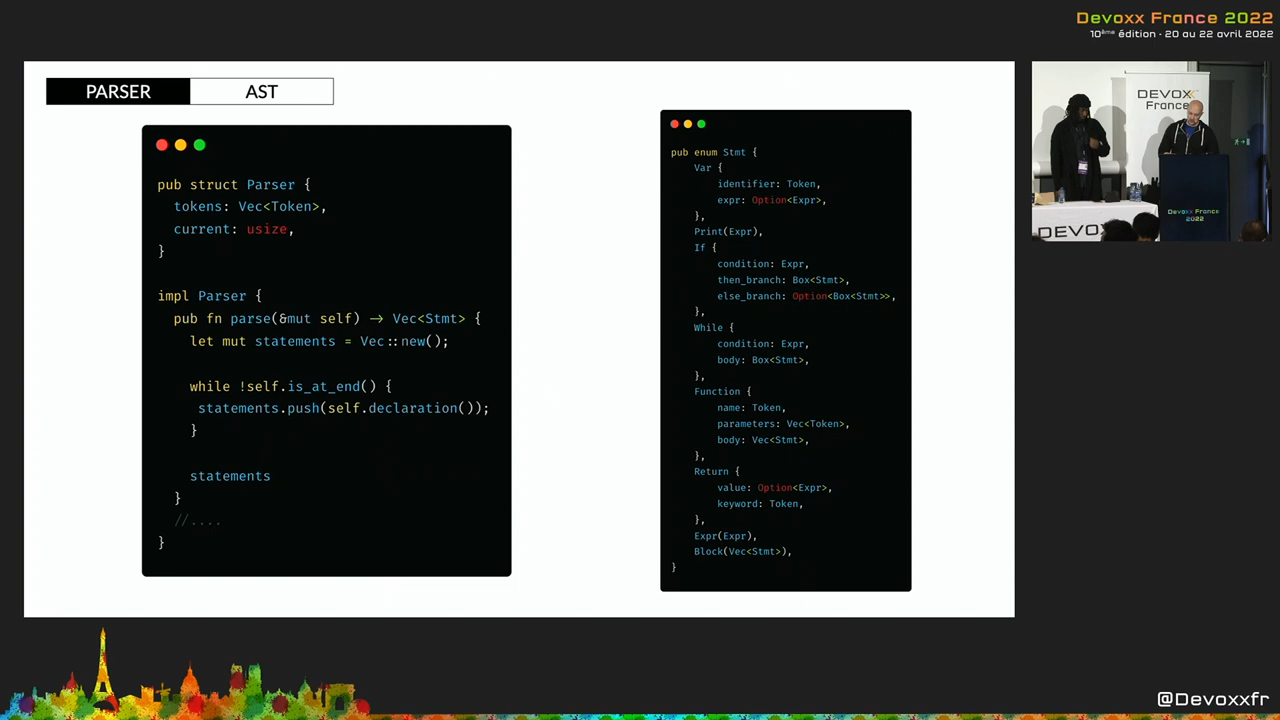 Devoxx France 2022
10ème édition · 20 au 22 avril 2022
PARSER
AST
pub struct Parser {
tokens: Vec<Token>,
current: usize,
}
impl Parser {
pub fn parse(&mut self) → Vec<Stmt> {
let mut statements = Vec::new();
while !self.is_at_end() {
statements.push(self.declaration());
}
statements
}
//....
}
pub enum Stmt {
Var {
identifier: Token,
expr: Option<Expr>,
},
Print(Expr),
If {
condition: Expr,
then_branch: Box<Stmt>,
else_branch: Option<Box<Stmt>>,
},
While {
condition: Expr,
body: Box<Stmt>,
},
Function {
name: Token,
parameters: Vec<Token>,
body: Vec<Stmt>,
},
Return {
value: Option<Expr>,
keyword: Token,
},
Expr(Expr),
Block(Vec<Stmt>),
}
DEVOXX
France
Devoxx France
2022
DEVOXX
@Devoxxfr